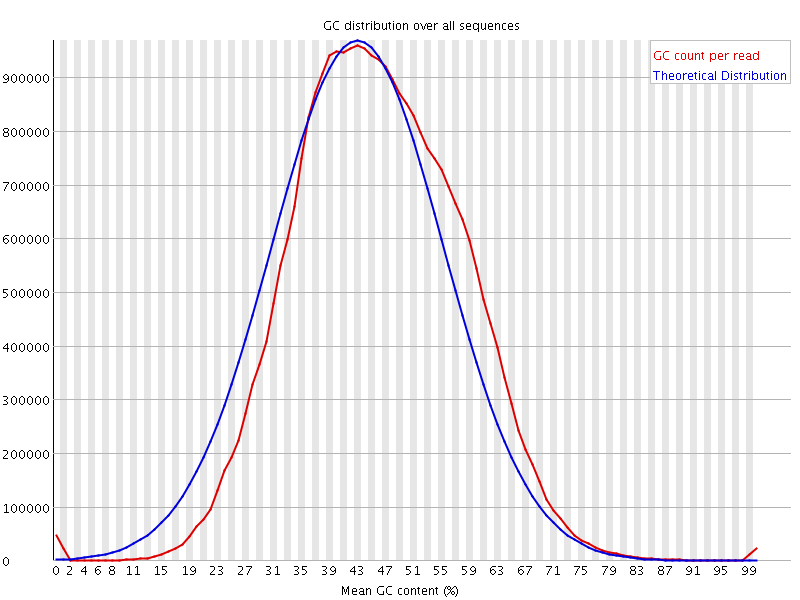 GC distribution over all sequences
GC count per read
Theoretical Distribution
900000
800000
700000
600000
500000
400000
300000
200000
100000
0
0 2 4 6 8 11 15 19 23 27 31 35 39 43 47 51 55 59 63 67 71 75 79 83 87 91 95 99
Mean GC content (%)